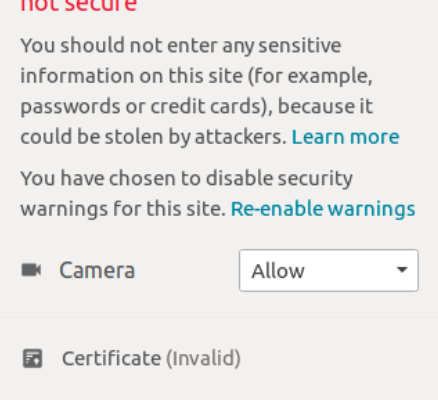 not secure
You should not enter any sensitive
information on this site (for example,
passwords or credit cards), because it
could be stolen by attackers. Learn more
You have chosen to disable security
warnings for this site. Re-enable warnings
Camera Allow
Certificate (Invalid)